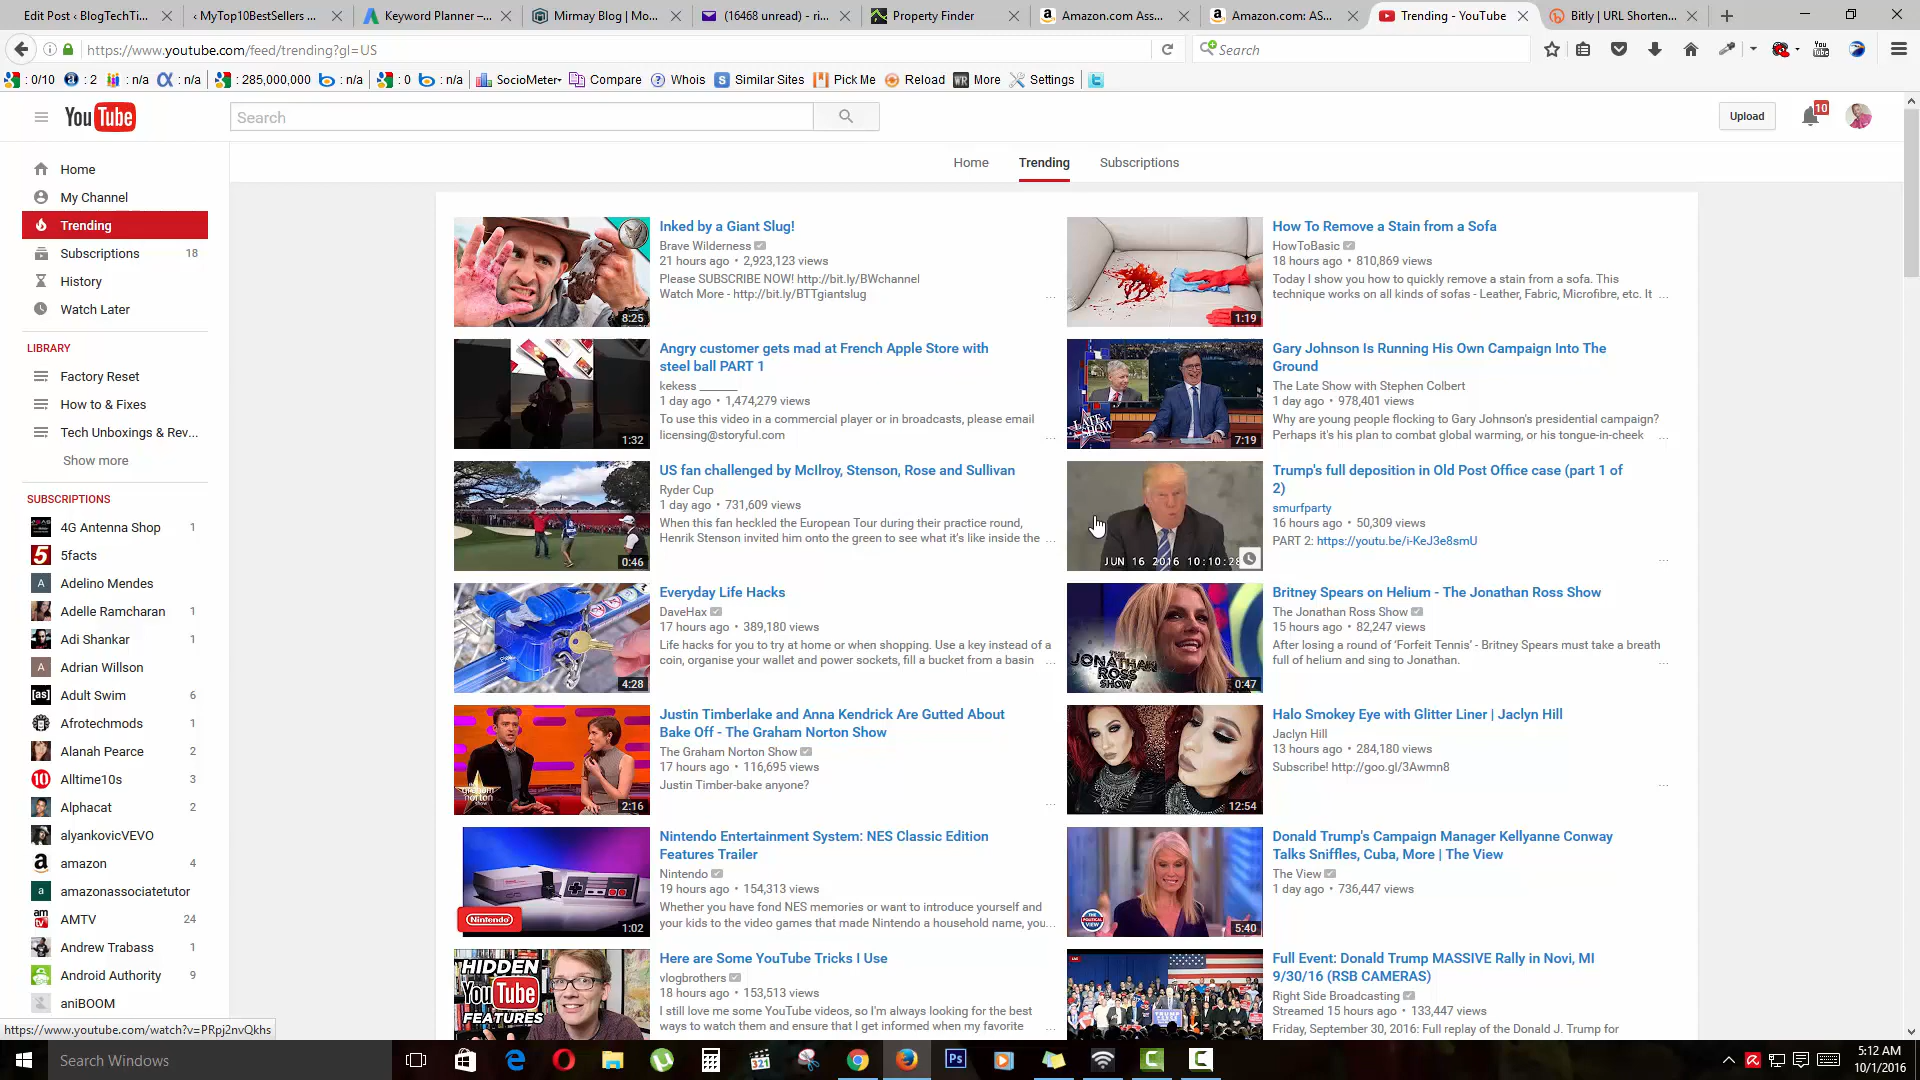 Edit Post ‹ BlogTechTi...
‹ MyTop10BestSellers ...
Keyword Planner –...
Mirmay Blog | Mo...
(16468 unread) - ri...
Property Finder
Amazon.com Ass...
Amazon.com: AS...
Trending - YouTube
Bitly | URL Shorten...
https://www.youtube.com/feed/trending?gl=US
Search
: 0/10 : 2 : n/a : n/a : 285,000,000 : n/a : 0 : n/a SocioMeter Compare Whois Similar Sites Pick Me Reload WR More Settings
YouTube
Search
Upload
10
Home
Trending
Subscriptions
Home
My Channel
Trending
Subscriptions 18
History
Watch Later
LIBRARY
Factory Reset
How to & Fixes
Tech Unboxings & Rev...
Show more
SUBSCRIPTIONS
4G Antenna Shop 1
5facts
Adelino Mendes
Adelle Ramcharan 1
Adi Shankar 1
Adrian Willson
[as] Adult Swim 6
Afrotechmods 1
Alanah Pearce 2
Alltime10s 3
Alphacat 2
alyankovicVEVO
amazon 4
amazonassociatetutor
AMTV 24
Andrew Trabass 1
Android Authority 9
aniBOOM
Inked by a Giant Slug!
Brave Wilderness
21 hours ago • 2,923,123 views
Please SUBSCRIBE NOW! http://bit.ly/BWchannel
Watch More - http://bit.ly/BTTgiantslug
8:25
How To Remove a Stain from a Sofa
HowToBasic
18 hours ago • 810,869 views
Today I show you how to quickly remove a stain from a sofa. This
technique works on all kinds of sofas - Leather, Fabric, Microfibre, etc. It ...
1:19
Angry customer gets mad at French Apple Store with
steel ball PART 1
kekess _______
1 day ago • 1,474,279 views
To use this video in a commercial player or in broadcasts, please email
licensing@storyful.com
1:32
Gary Johnson Is Running His Own Campaign Into The
Ground
The Late Show with Stephen Colbert
1 day ago • 978,401 views
Why are young people flocking to Gary Johnson's presidential campaign?
Perhaps it's his plan to combat global warming, or his tongue-in-cheek ...
LATE SHOW
7:19
US fan challenged by McIlroy, Stenson, Rose and Sullivan
Ryder Cup
1 day ago • 731,609 views
When this fan heckled the European Tour during their practice round,
Henrik Stenson invited him onto the green to see what it's like inside the ...
0:46
Trump's full deposition in Old Post Office case (part 1 of
2)
smurfparty
16 hours ago • 50,309 views
PART 2: https://youtu.be/i-KeJ3e8smU
JUN 16 2016 10:10:28
Everyday Life Hacks
DaveHax
17 hours ago • 389,180 views
Life hacks for you to try at home or when shopping. Use a key instead of a
coin, organise your wallet and power sockets, fill a bucket from a basin ...
4:28
Britney Spears on Helium - The Jonathan Ross Show
The Jonathan Ross Show
15 hours ago • 82,247 views
After losing a round of 'Forfeit Tennis' - Britney Spears must take a breath
full of helium and sing to Jonathan.
THE JONATHAN ROSS SHOW
0:47
Justin Timberlake and Anna Kendrick Are Gutted About
Bake Off - The Graham Norton Show
The Graham Norton Show
17 hours ago • 116,695 views
Justin Timber-bake anyone?
the graham norton show
2:16
Halo Smokey Eye with Glitter Liner | Jaclyn Hill
Jaclyn Hill
13 hours ago • 284,180 views
Subscribe! http://goo.gl/3Awmn8
12:54
Nintendo Entertainment System: NES Classic Edition
Features Trailer
Nintendo
19 hours ago • 154,313 views
Whether you have fond NES memories or want to introduce yourself and
your kids to the video games that made Nintendo a household name, you...
Nintendo
1:02
Donald Trump's Campaign Manager Kellyanne Conway
Talks Sniffles, Cuba, More | The View
The View
1 day ago • 736,447 views
5:40
Here are Some YouTube Tricks I Use
vlogbrothers
18 hours ago • 153,513 views
I still love me some YouTube videos, so I'm always looking for the best
ways to watch them and ensure that I get informed when my favorite ...
HIDDEN
YouTube
FEATURES
Full Event: Donald Trump MASSIVE Rally in Novi, MI
9/30/16 (RSB CAMERAS)
Right Side Broadcasting
Streamed 15 hours ago • 133,447 views
Friday, September 30, 2016: Full replay of the Donald J. Trump for
https://www.youtube.com/watch?v=PRpj2nvQkhs
Search Windows
5:12 AM
10/1/2016